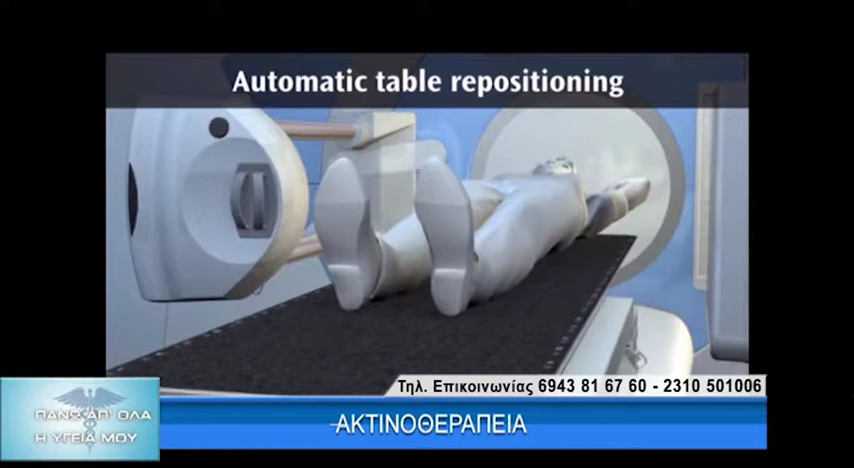 Automatic table repositioning
Τηλ. Επικοινωνίας 6943 81 67 60 - 2310 501006
ΠΑΝΩ ΑΠ' ΟΛΑ
Η ΥΓΕΙΑ ΜΟΥ
-ΑΚΤΙΝΟΘΕΡΑΠΕΙΑ